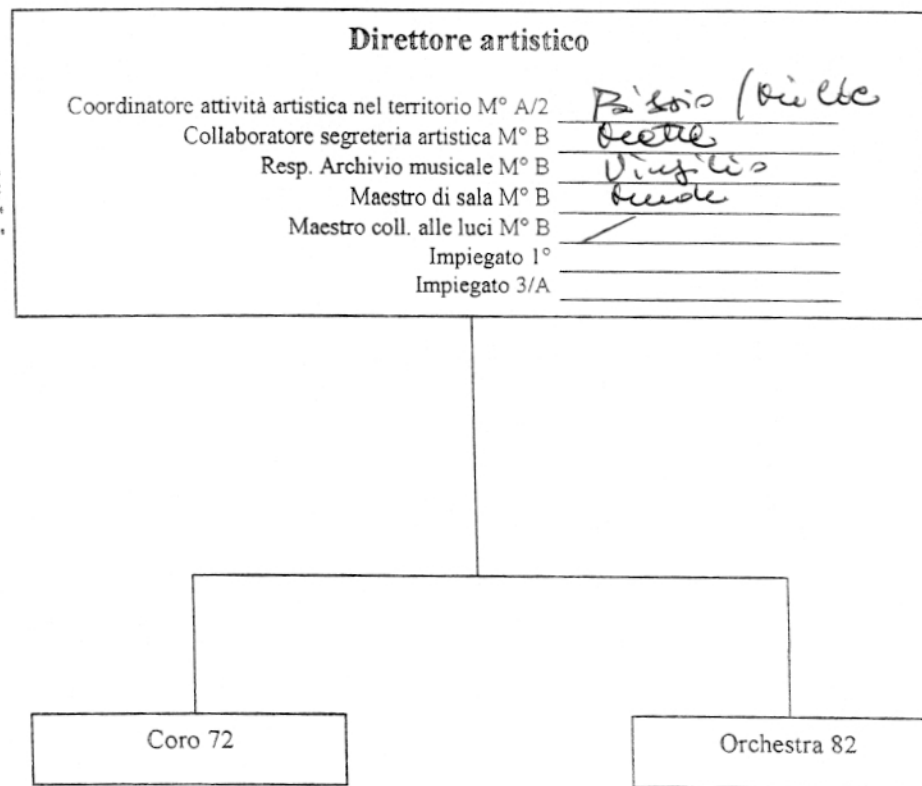 Direttore artistico
Coordinatore attività artistica nel territorio M° A/2
Collaboratore segreteria artistica M° B
Resp. Archivio musicale M° B Virgilio
Maestro di sala M° B
Maestro coll. alle luci M° B
Impiegato 1°
Impiegato 3/A
Coro 72
Orchestra 82